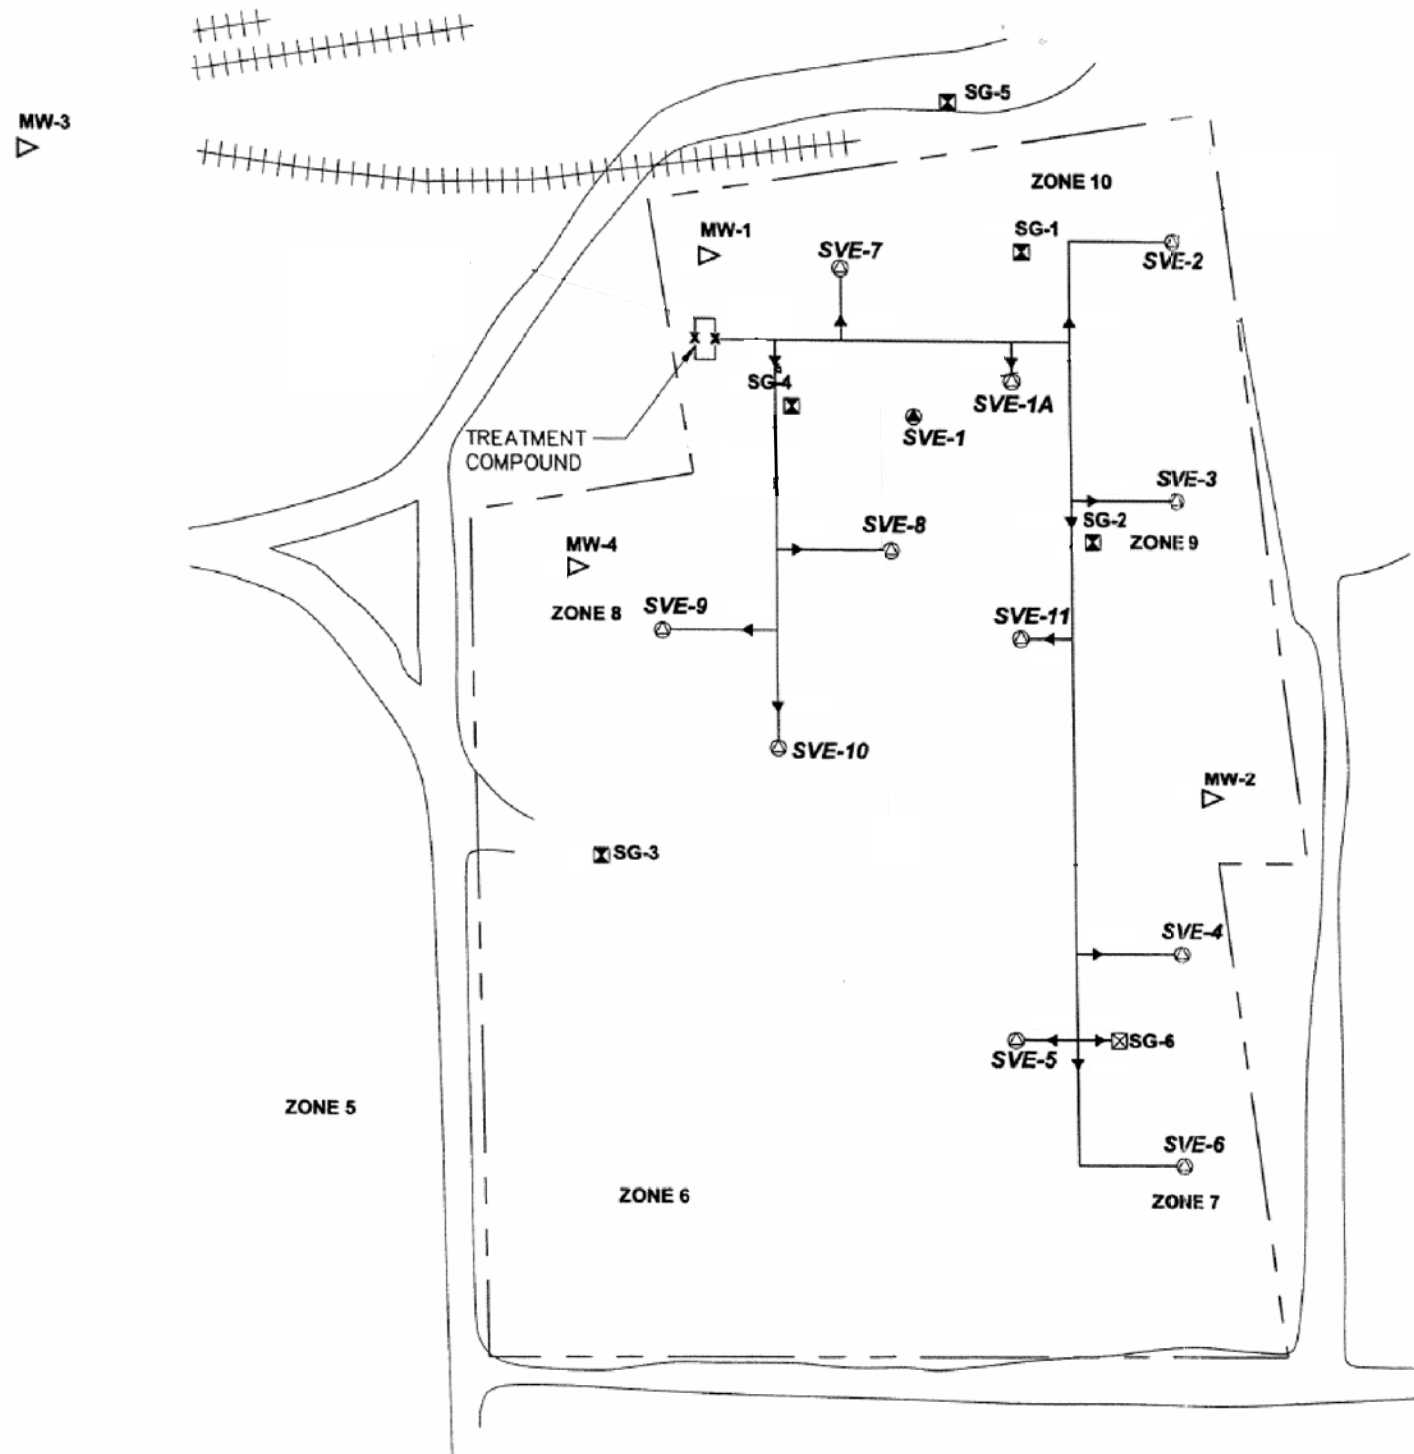 SG-5
MW-3
ZONE 10
MW-1
SG-1
SVE-7
SVE-2
SG-4
SVE-1A
SVE-1
TREATMENT
COMPOUND
SVE-3
SG-2
SVE-8
MW-4
ZONE 9
SVE-9
ZONE 8
SVE-11
SVE-10
MW-2
SG-3
SVE-4
SG-6
SVE-5
ZONE 5
SVE-6
ZONE 6
ZONE 7